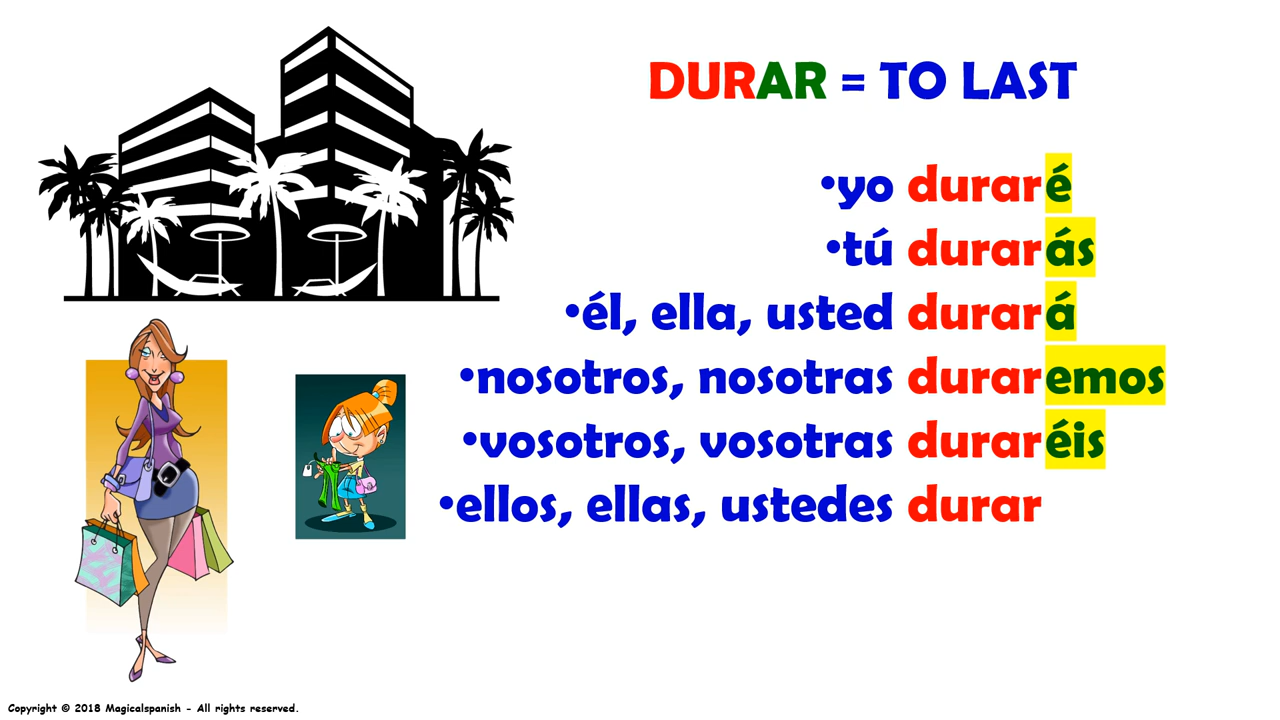 DURAR = TO LAST
•yo duraré
•tú durarás
•él, ella, usted durará
•nosotros, nosotras duraremos
•vosotros, vosotras duraréis
•ellos, ellas, ustedes durar
Copyright © 2018 Magicalspanish - All rights reserved.